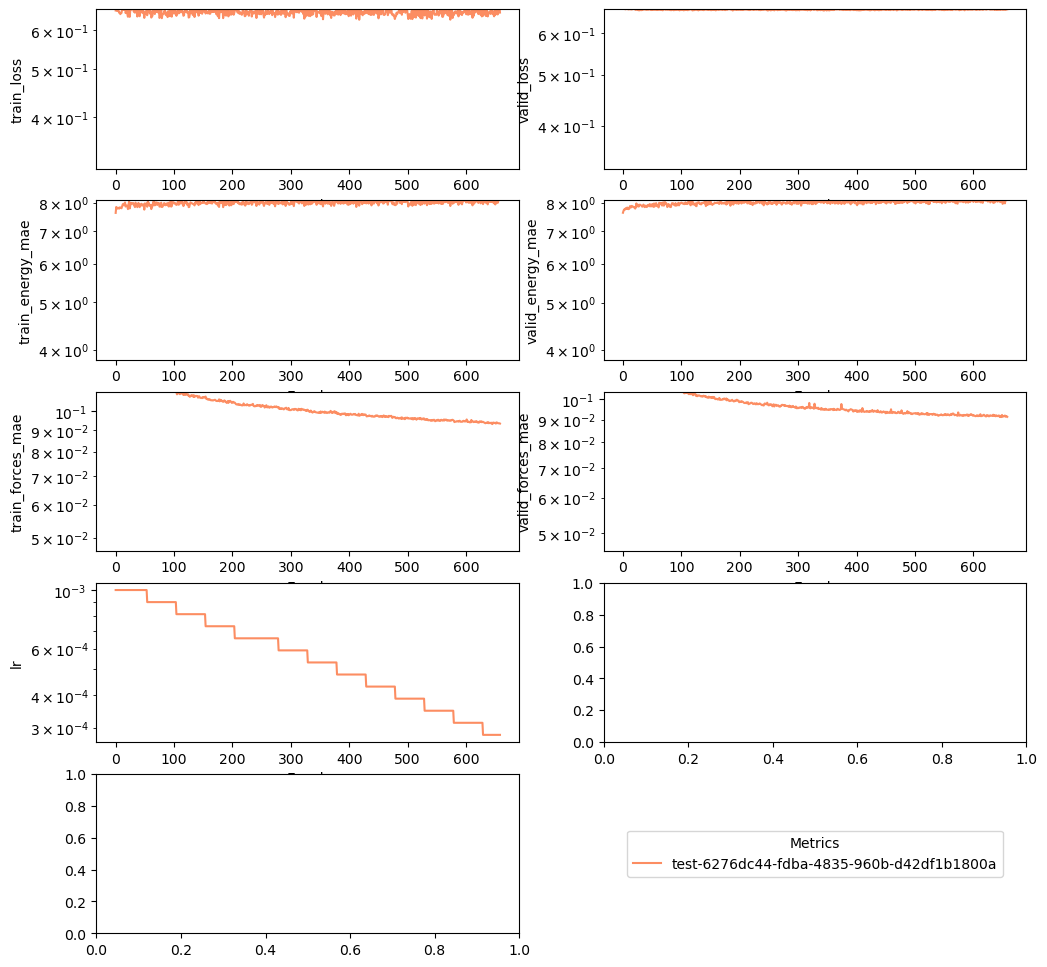 train_loss
6 × 10⁻¹
5 × 10⁻¹
4 × 10⁻¹
0 100 200 300 400 500 600
valid_loss
6 × 10⁻¹
5 × 10⁻¹
4 × 10⁻¹
0 100 200 300 400 500 600
train_energy_mae
8 × 10⁰
7 × 10⁰
6 × 10⁰
5 × 10⁰
4 × 10⁰
0 100 200 300 400 500 600
valid_energy_mae
8 × 10⁰
7 × 10⁰
6 × 10⁰
5 × 10⁰
4 × 10⁰
0 100 200 300 400 500 600
train_forces_mae
10⁻¹
9 × 10⁻²
8 × 10⁻²
7 × 10⁻²
6 × 10⁻²
5 × 10⁻²
0 100 200 300 400 500 600
valid_forces_mae
10⁻¹
9 × 10⁻²
8 × 10⁻²
7 × 10⁻²
6 × 10⁻²
5 × 10⁻²
0 100 200 300 400 500 600
lr
10⁻³
6 × 10⁻⁴
4 × 10⁻⁴
3 × 10⁻⁴
0 100 200 300 400 500 600
1.0
0.8
0.6
0.4
0.2
0.0
0.0 0.2 0.4 0.6 0.8 1.0
1.0
0.8
0.6
0.4
0.2
0.0
0.0 0.2 0.4 0.6 0.8 1.0
Metrics
test-6276dc44-fdba-4835-960b-d42df1b1800a